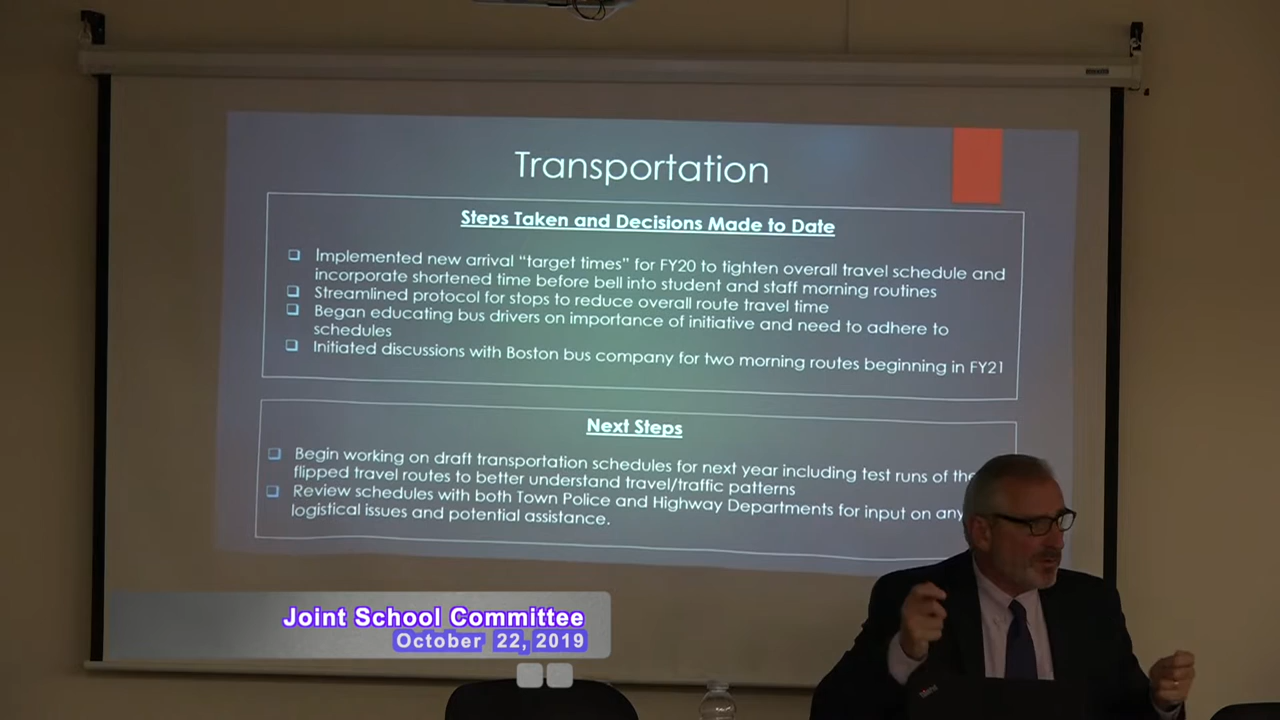 Transportation
Steps Taken and Decisions Made to Date
Implemented new arrival “target times” for FY20 to tighten overall travel schedule and
incorporate shortened time before bell into student and staff morning routines
Streamlined protocol for stops to reduce overall route travel time
Began educating bus drivers on importance of initiative and need to adhere to
schedules
Initiated discussions with Boston bus company for two morning routes beginning in FY21
Next Steps
Begin working on draft transportation schedules for next year including test runs of the
flipped travel routes to better understand travel/traffic patterns
Review schedules with both Town Police and Highway Departments for input on any
logistical issues and potential assistance.
Joint School Committee
October 22, 2019